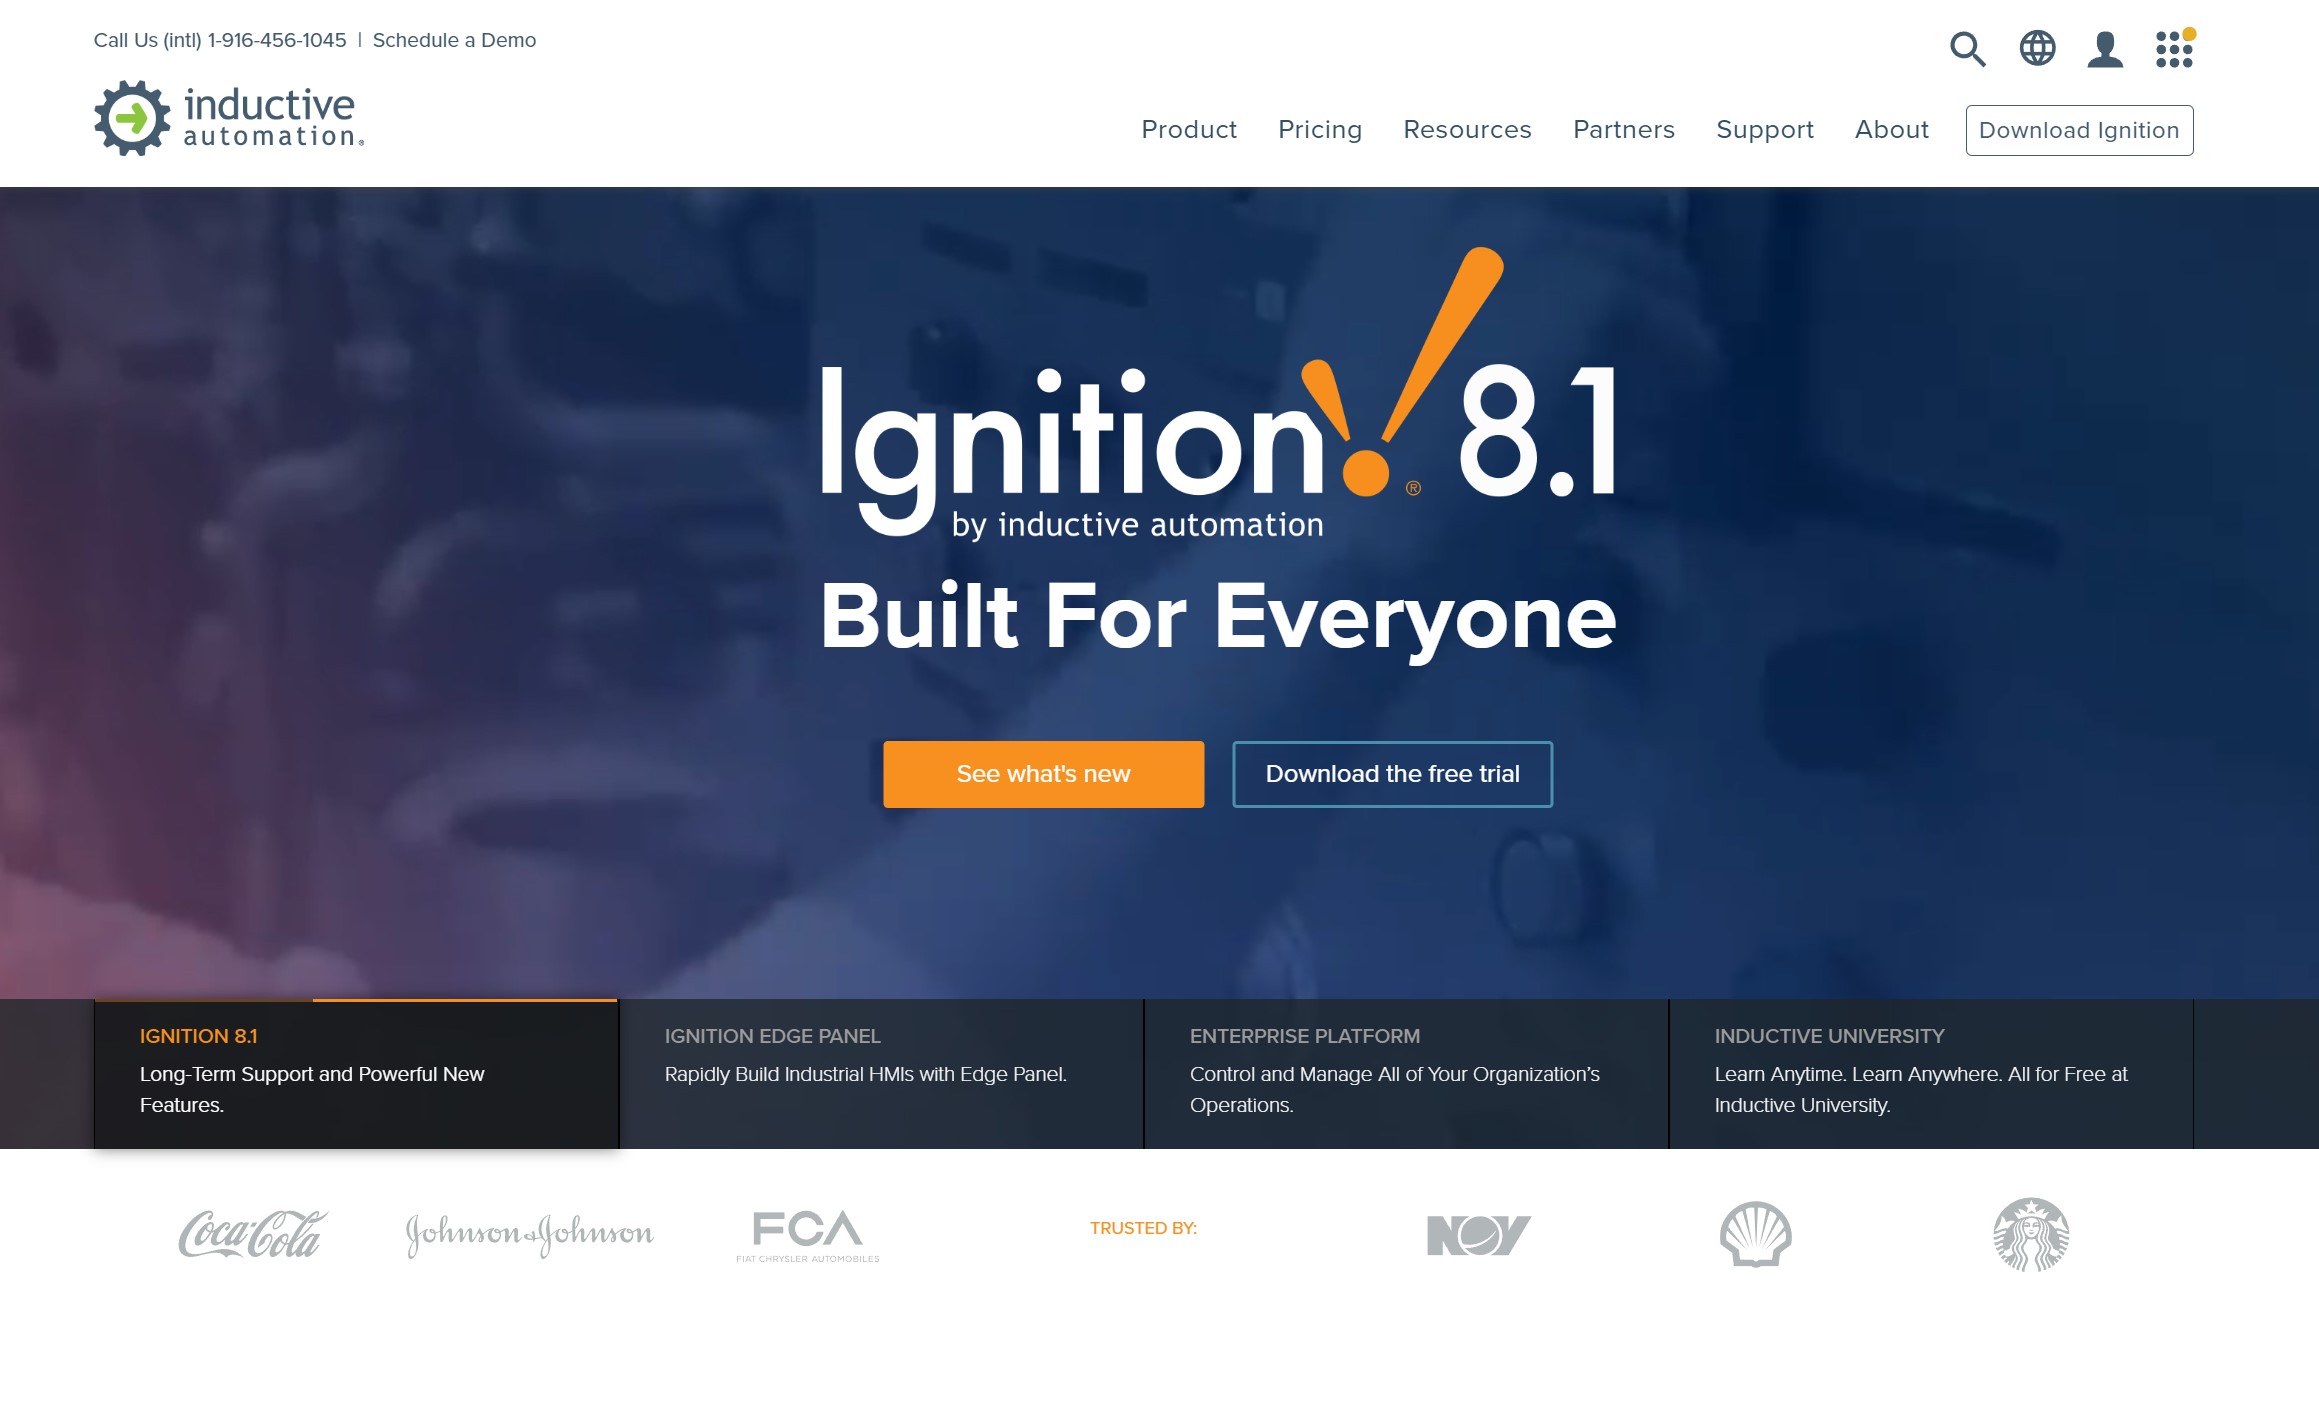 Call Us (intl) 1-916-456-1045 | Schedule a Demo
inductive
automation®
Product Pricing Resources Partners Support About Download Ignition
Ignition! ® 8.1
by inductive automation
Built For Everyone
See what's new Download the free trial
IGNITION 8.1
Long-Term Support and Powerful New
Features.
IGNITION EDGE PANEL
Rapidly Build Industrial HMIs with Edge Panel.
ENTERPRISE PLATFORM
Control and Manage All of Your Organization’s
Operations.
INDUCTIVE UNIVERSITY
Learn Anytime. Learn Anywhere. All for Free at
Inductive University.
Coca-Cola
Johnson & Johnson
FCA
FIAT CHRYSLER AUTOMOBILES
TRUSTED BY:
NOV